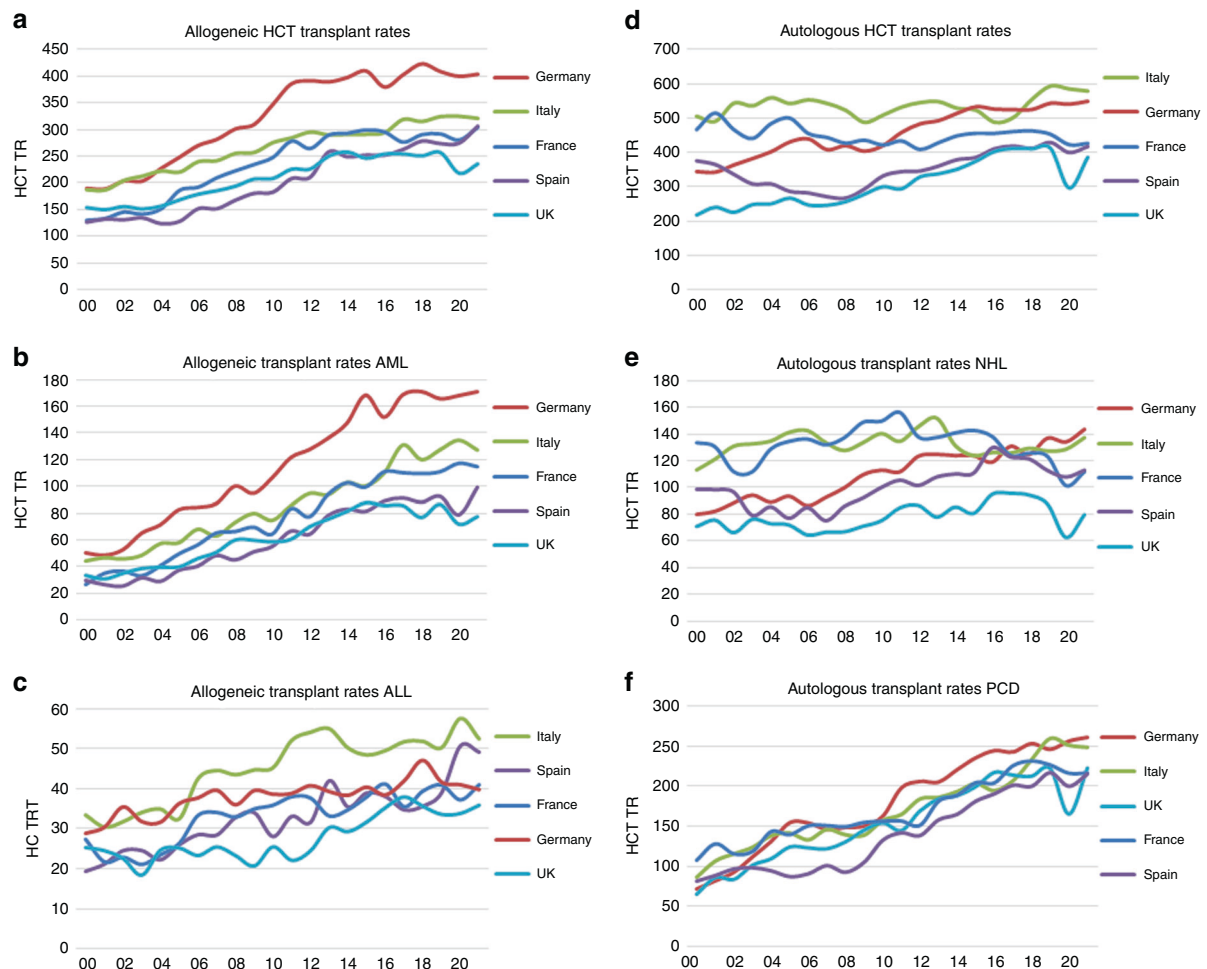 a
Allogeneic HCT transplant rates
HCT TR
450
400
350
300
250
200
150
100
50
0
00 02 04 06 08 10 12 14 16 18 20
Germany
Italy
France
Spain
UK
b
Allogeneic transplant rates AML
HCT TR
180
160
140
120
100
80
60
40
20
0
00 02 04 06 08 10 12 14 16 18 20
Germany
Italy
France
Spain
UK
c
Allogeneic transplant rates ALL
HC TRT
60
50
40
30
20
10
0
00 02 04 06 08 10 12 14 16 18 20
Italy
Spain
France
Germany
UK
d
Autologous HCT transplant rates
HCT TR
700
600
500
400
300
200
100
0
00 02 04 06 08 10 12 14 16 18 20
Italy
Germany
France
Spain
UK
e
Autologous transplant rates NHL
HCT TR
180
160
140
120
100
80
60
40
20
0
00 02 04 06 08 10 12 14 16 18 20
Germany
Italy
France
Spain
UK
f
Autologous transplant rates PCD
HCT TR
300
250
200
150
100
50
0
00 02 04 06 08 10 12 14 16 18 20
Germany
Italy
UK
France
Spain